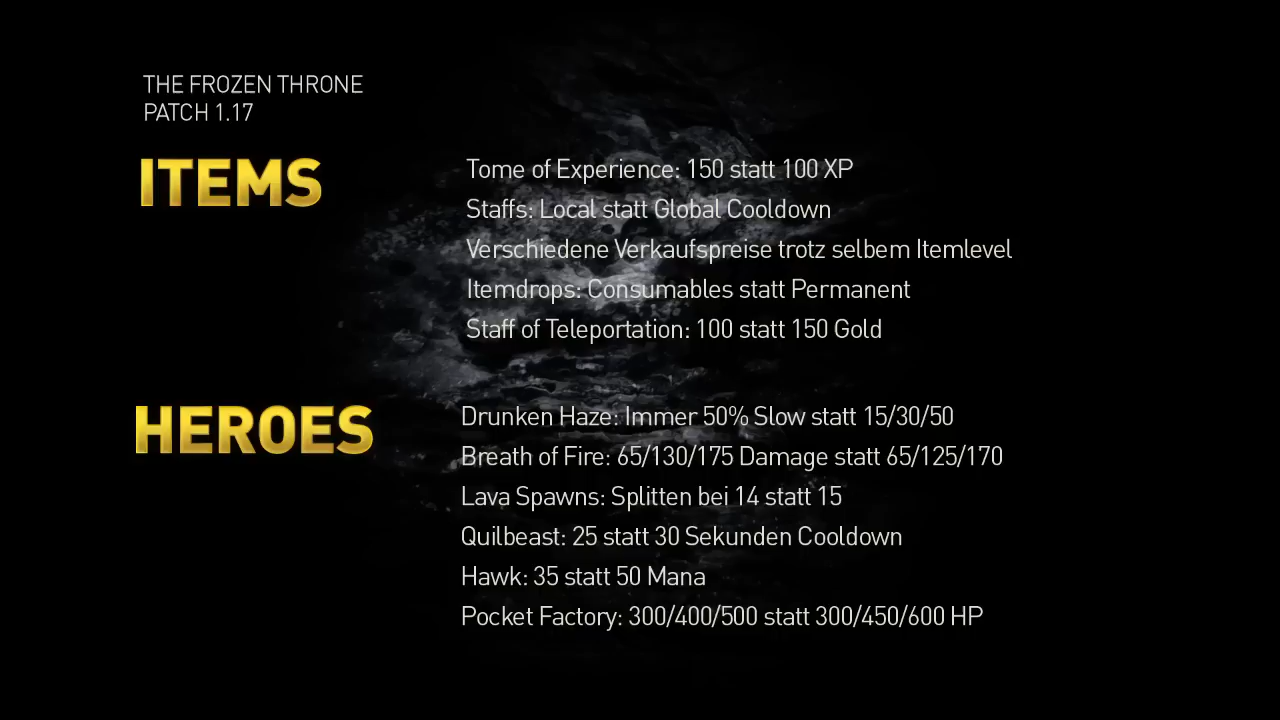 THE FROZEN THRONE
PATCH 1.17
ITEMS
Tome of Experience: 150 statt 100 XP
Staffs: Local statt Global Cooldown
Verschiedene Verkaufspreise trotz selbem Itemlevel
Itemdrops: Consumables statt Permanent
Staff of Teleportation: 100 statt 150 Gold
HEROES
Drunken Haze: Immer 50% Slow statt 15/30/50
Breath of Fire: 65/130/175 Damage statt 65/125/170
Lava Spawns: Splitten bei 14 statt 15
Quilbeast: 25 statt 30 Sekunden Cooldown
Hawk: 35 statt 50 Mana
Pocket Factory: 300/400/500 statt 300/450/600 HP